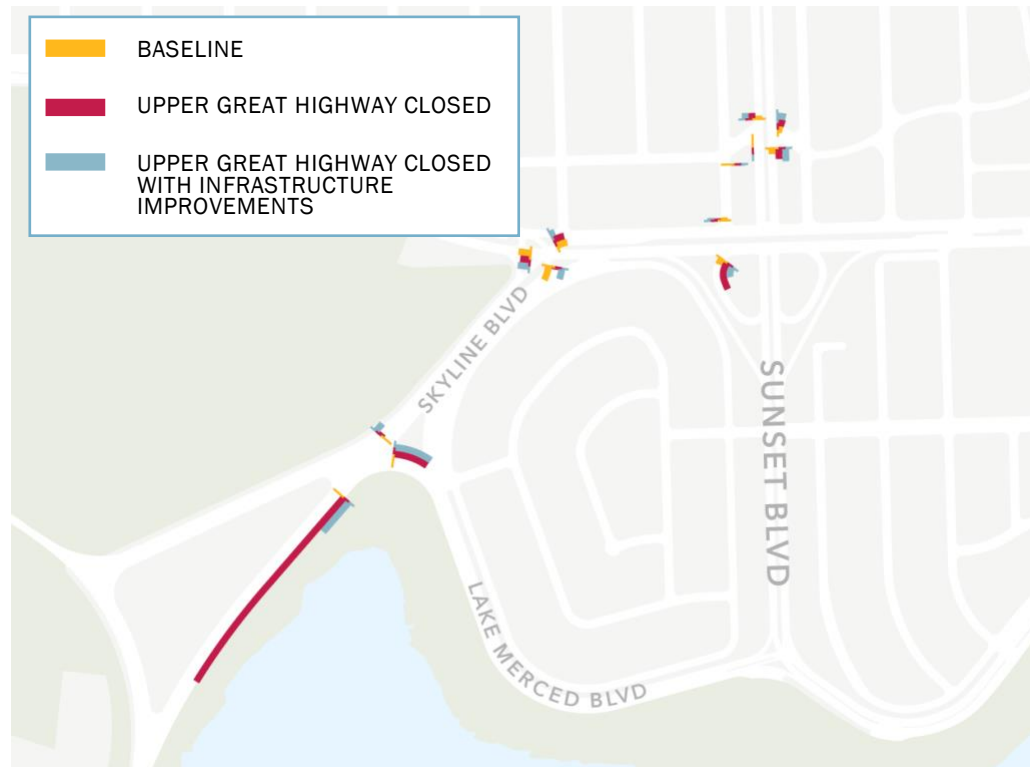 BASELINE
UPPER GREAT HIGHWAY CLOSED
UPPER GREAT HIGHWAY CLOSED
WITH INFRASTRUCTURE
IMPROVEMENTS
SKYLINE BLVD
SUNSET BLVD
LAKE MERCED BLVD